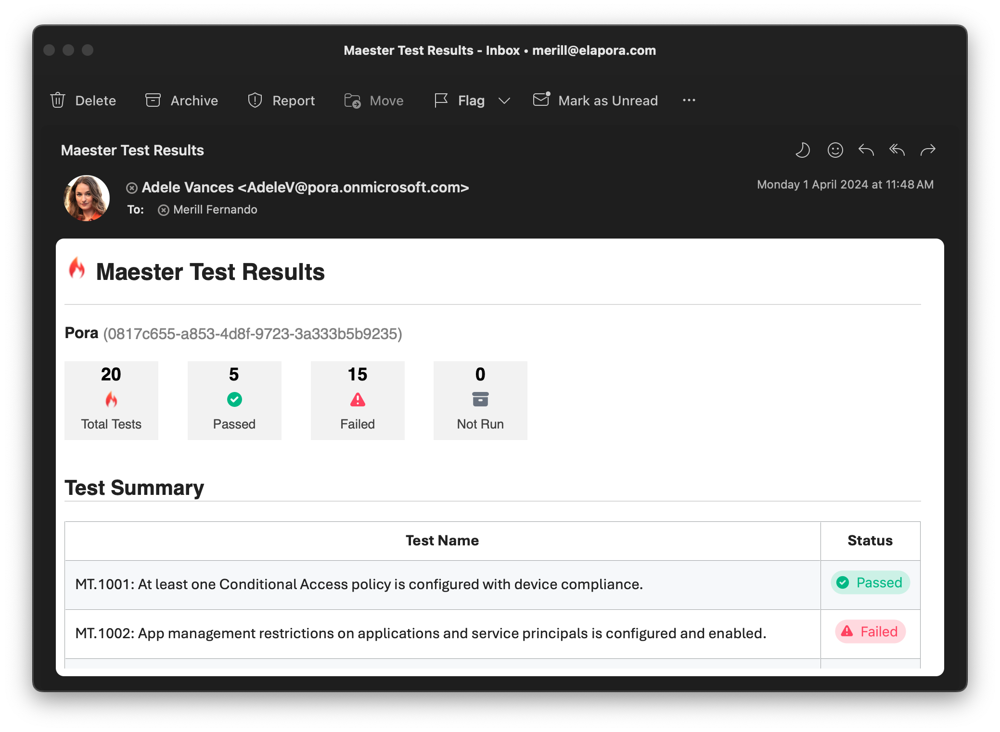 Maester Test Results - Inbox • merill@elapora.com
Delete Archive Report Move Flag Mark as Unread ···
Maester Test Results
Adele Vances <AdeleV@pora.onmicrosoft.com>
Monday 1 April 2024 at 11:48 AM
To: Merill Fernando
Maester Test Results
Pora (0817c655-a853-4d8f-9723-3a333b5b9235)
20 5 15 0
Total Tests Passed Failed Not Run
Test Summary
Test Name Status
MT.1001: At least one Conditional Access policy is configured with device compliance. Passed
MT.1002: App management restrictions on applications and service principals is configured and enabled. Failed